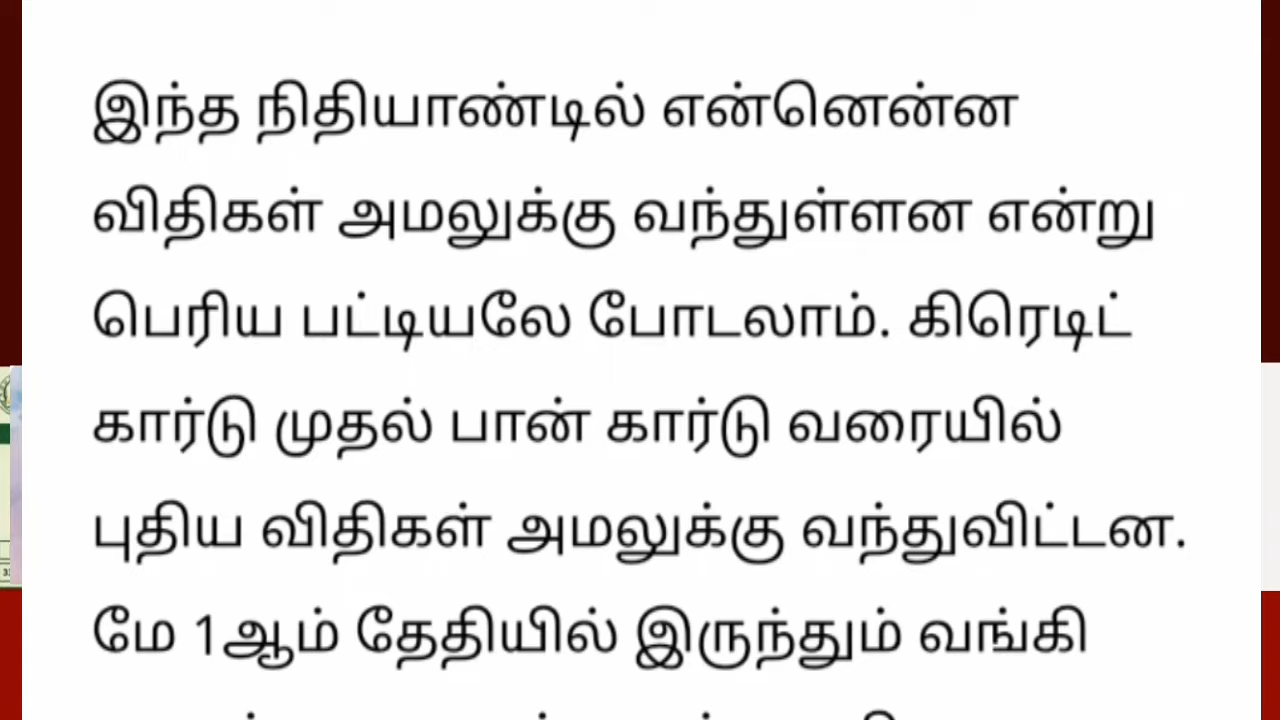 இந்த நிதியாண்டில் என்னென்ன
விதிகள் அமலுக்கு வந்துள்ளன என்று
பெரிய பட்டியலே போடலாம். கிரெடிட்
கார்டு முதல் பான் கார்டு வரையில்
புதிய விதிகள் அமலுக்கு வந்துவிட்டன.
மே 1ஆம் தேதியில் இருந்தும் வங்கி